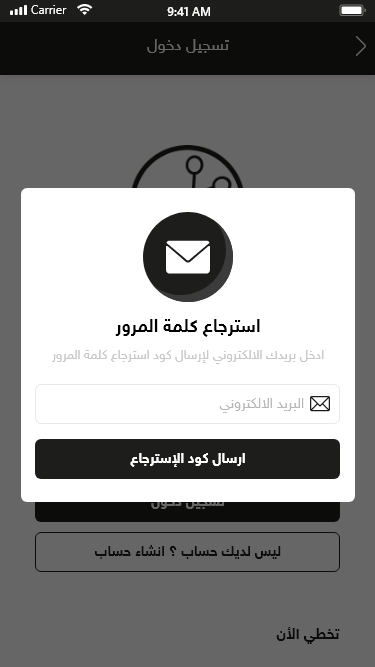 Carrier
9:41 AM
تسجيل دخول
استرجاع كلمة المرور
ادخل بريدك الالكتروني لإرسال كود استرجاع كلمة المرور
البريد الالكتروني
ارسال كود الإسترجاع
تسجيل دخول
ليس لديك حساب ؟ انشاء حساب
تخطي الأن